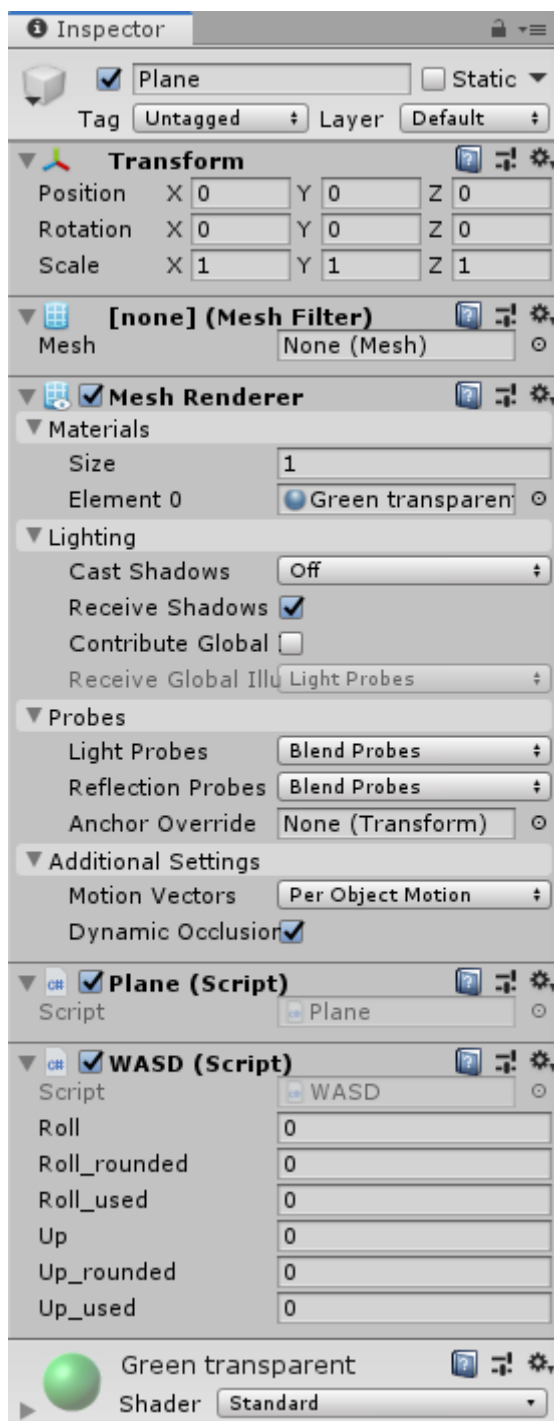 Inspector
Plane Static
Tag Untagged Layer Default
Transform
Position X 0 Y 0 Z 0
Rotation X 0 Y 0 Z 0
Scale X 1 Y 1 Z 1
[none] (Mesh Filter)
Mesh None (Mesh)
Mesh Renderer
Materials
Size 1
Element 0 Green transparent
Lighting
Cast Shadows Off
Receive Shadows
Contribute Global
Receive Global Illu Light Probes
Probes
Light Probes Blend Probes
Reflection Probes Blend Probes
Anchor Override None (Transform)
Additional Settings
Motion Vectors Per Object Motion
Dynamic Occlusion
c# Plane (Script)
Script Plane
c# WASD (Script)
Script WASD
Roll 0
Roll_rounded 0
Roll_used 0
Up 0
Up_rounded 0
Up_used 0
Green transparent
Shader Standard